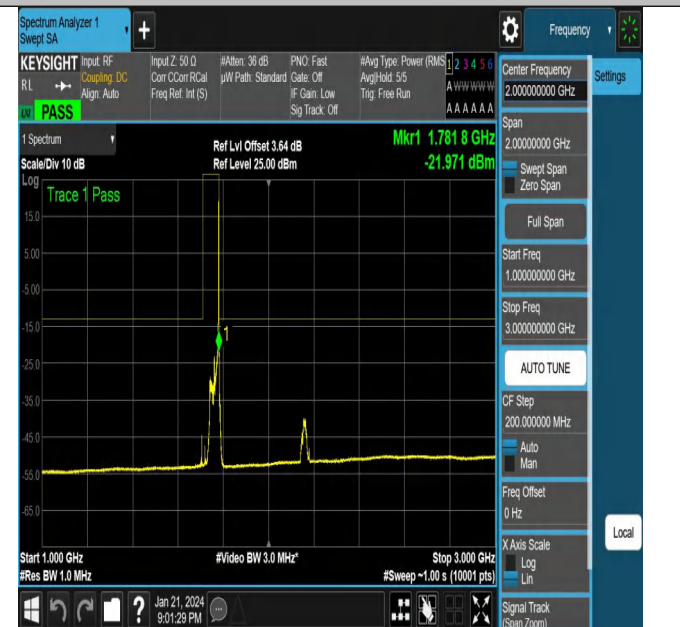 Spectrum Analyzer 1
Swept SA
+
Frequency
KEYSIGHT
RL
Input: RF
Coupling: DC
Align: Auto
Input Z: 50 Ω
Corr CCorr RCal
Freq Ref: Int (S)
#Atten: 36 dB
µW Path: Standard
PNO: Fast
Gate: Off
IF Gain: Low
Sig Track: Off
#Avg Type: Power (RMS
Avg|Hold: 5/5
Trig: Free Run
1 2 3 4 5 6
A W W W W W
A A A A A A
PASS
1 Spectrum
Scale/Div 10 dB
Ref Lvl Offset 3.64 dB
Ref Level 25.00 dBm
Mkr1 1.781 8 GHz
-21.971 dBm
Log
Trace 1 Pass
15.0
5.00
-5.00
-15.0
-25.0
-35.0
-45.0
-55.0
-65.0
1
Start 1.000 GHz
#Res BW 1.0 MHz
#Video BW 3.0 MHz*
Stop 3.000 GHz
#Sweep ~1.00 s (10001 pts)
Center Frequency
2.000000000 GHz
Settings
Span
2.00000000 GHz
Swept Span
Zero Span
Full Span
Start Freq
1.000000000 GHz
Stop Freq
3.000000000 GHz
AUTO TUNE
CF Step
200.000000 MHz
Auto
Man
Freq Offset
0 Hz
X Axis Scale
Log
Lin
Signal Track
(Span Zoom)
Local
?
Jan 21, 2024
9:01:29 PM